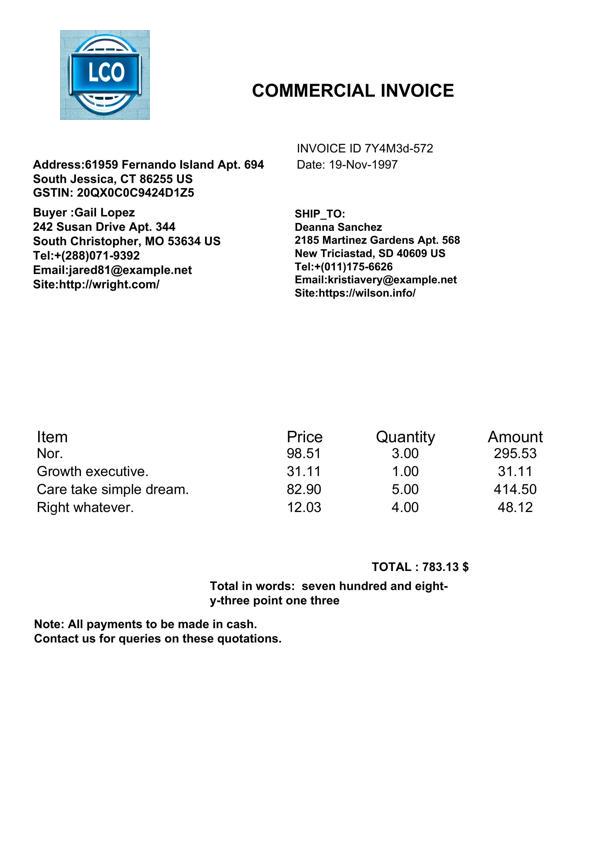 LCO
COMMERCIAL INVOICE
INVOICE ID 7Y4M3d-572
Date: 19-Nov-1997
Address:61959 Fernando Island Apt. 694
South Jessica, CT 86255 US
GSTIN: 20QX0C0C9424D1Z5
Buyer :Gail Lopez
242 Susan Drive Apt. 344
South Christopher, MO 53634 US
Tel:+(288)071-9392
Email:jared81@example.net
Site:http://wright.com/
SHIP_TO:
Deanna Sanchez
2185 Martinez Gardens Apt. 568
New Triciastad, SD 40609 US
Tel:+(011)175-6626
Email:kristiavery@example.net
Site:https://wilson.info/
Item Price Quantity Amount
Nor. 98.51 3.00 295.53
Growth executive. 31.11 1.00 31.11
Care take simple dream. 82.90 5.00 414.50
Right whatever. 12.03 4.00 48.12
TOTAL : 783.13 $
Total in words: seven hundred and eight-
y-three point one three
Note: All payments to be made in cash.
Contact us for queries on these quotations.